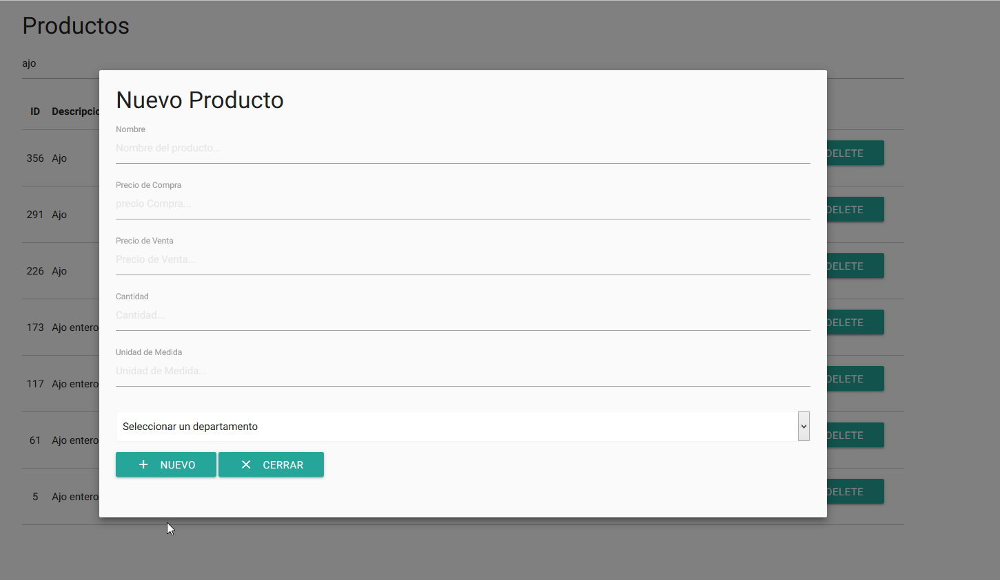 Productos
ajo
ID Descripcio
356 Ajo DELETE
291 Ajo DELETE
226 Ajo DELETE
173 Ajo entero DELETE
117 Ajo entero DELETE
61 Ajo entero DELETE
5 Ajo entero DELETE
Nuevo Producto
Nombre
Nombre del producto...
Precio de Compra
precio Compra...
Precio de Venta
Precio de Venta...
Cantidad
Cantidad...
Unidad de Medida
Unidad de Medida...
Seleccionar un departamento
NUEVO CERRAR